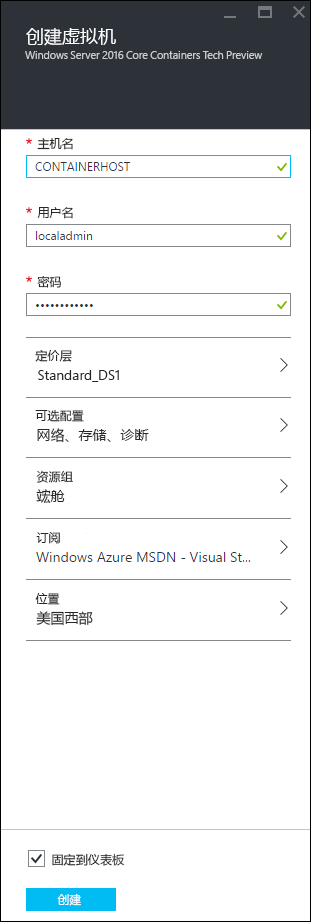 创建虚拟机
Windows Server 2016 Core Containers Tech Preview
* 主机名
CONTAINERHOST
* 用户名
localadmin
* 密码
••••••••••••
定价层
Standard_DS1
可选配置
网络、存储、诊断
资源组
竤舱
订阅
Windows Azure MSDN - Visual St...
位置
美国西部
固定到仪表板
创建